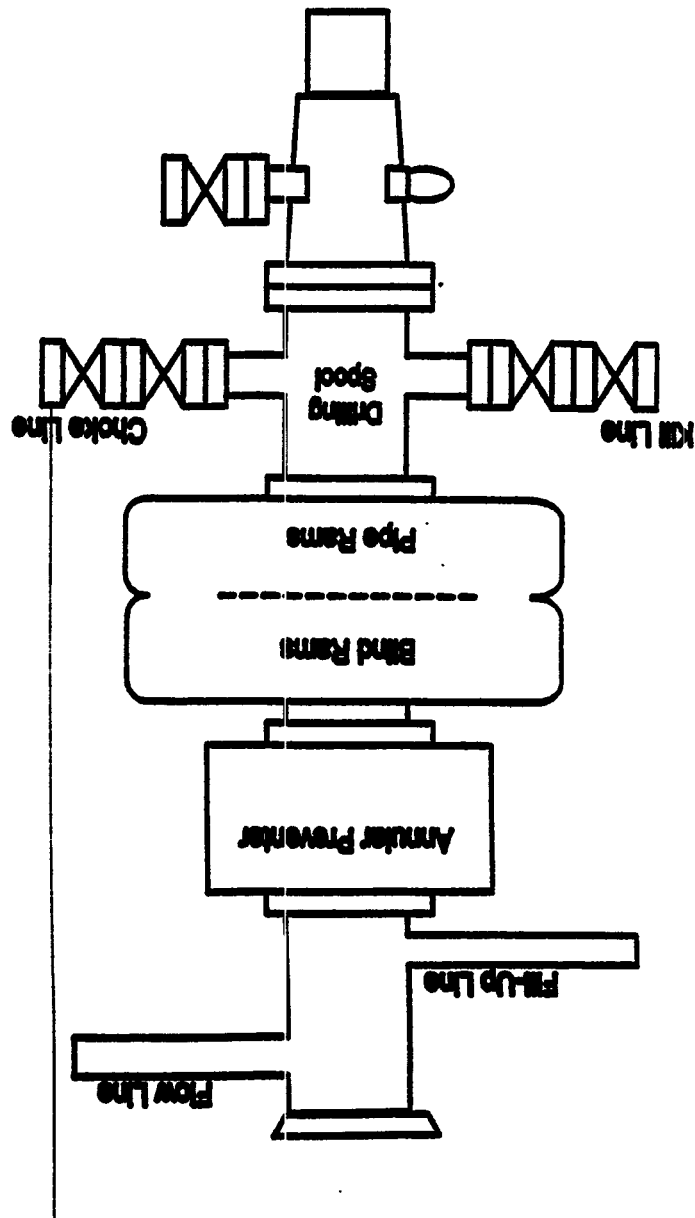 Flow Line
Fill-Up Line
Annular Preventer
Blind Rams
Pipe Rams
Kill Line
Choke Line
Drilling
Spool